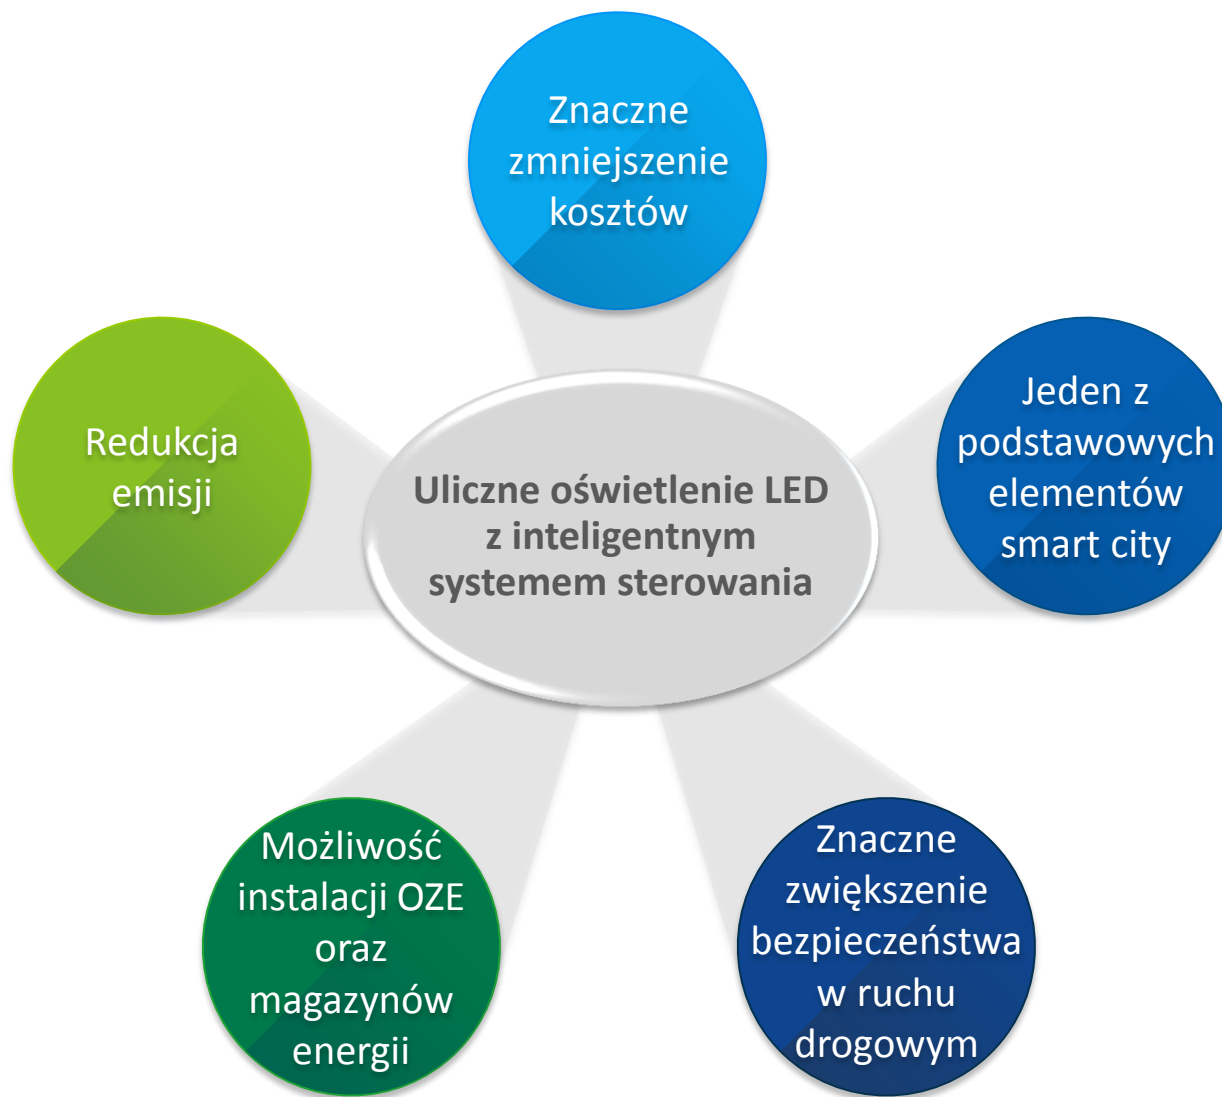 Znaczne
zmniejszenie
kosztów
Jeden z
podstawowych
elementów
smart city
Redukcja
emisji
Uliczne oświetlenie LED
z inteligentnym
systemem sterowania
Możliwość
instalacji OZE
oraz
magazynów
energii
Znaczne
zwiększenie
bezpieczeństwa
w ruchu
drogowym